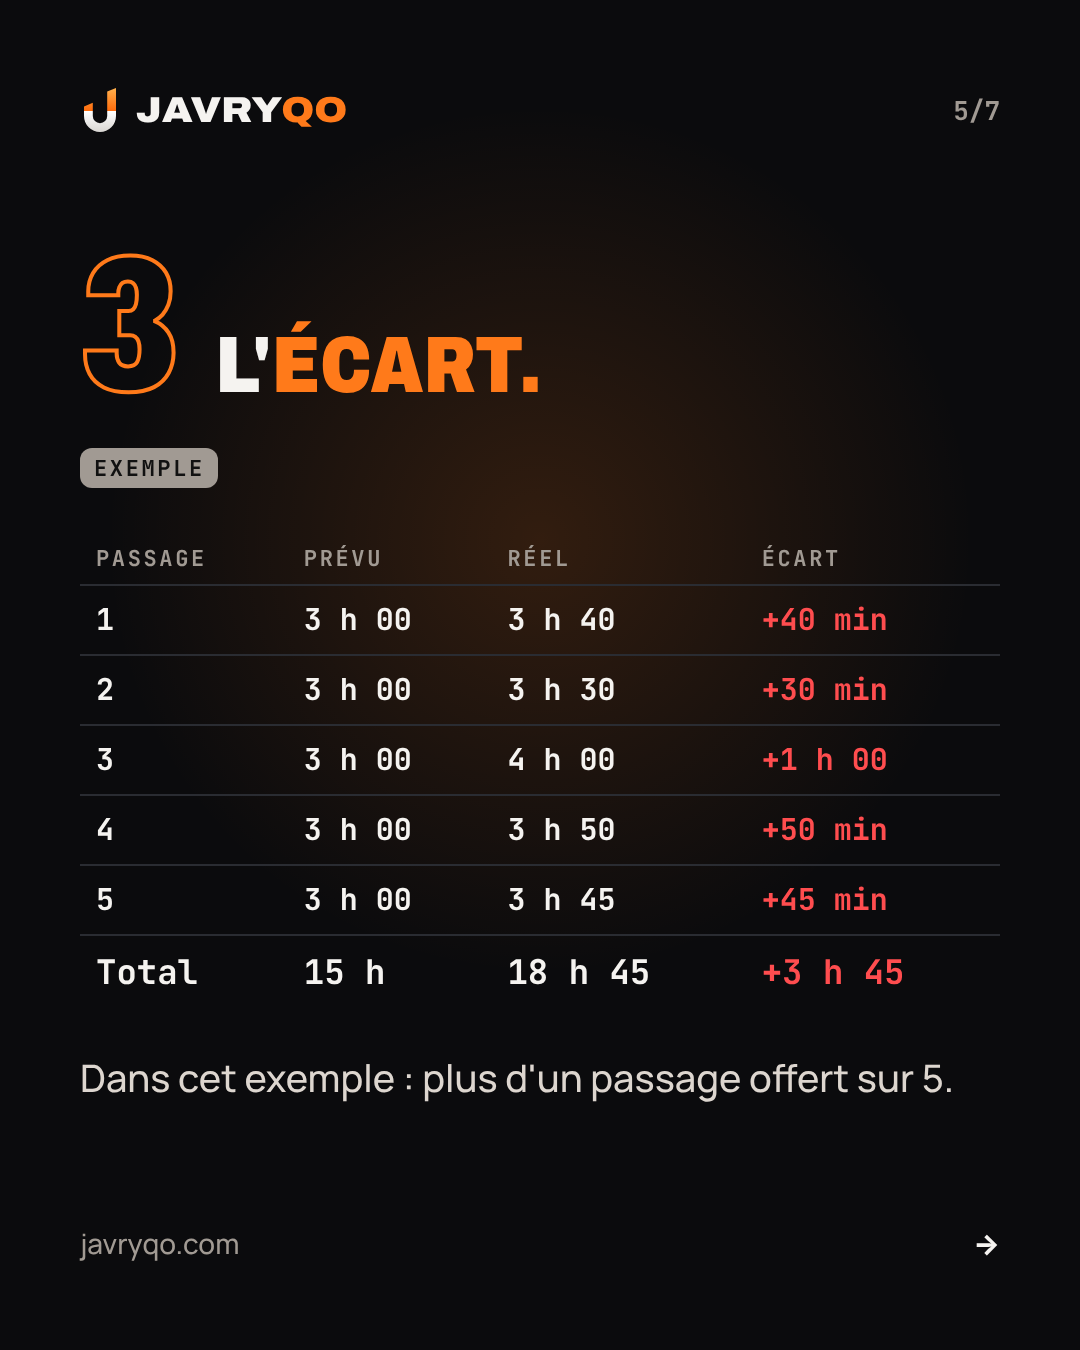 JAVRYQO
5/7
3 L'ÉCART.
EXEMPLE
PASSAGE PRÉVU RÉEL ÉCART
1 3 h 00 3 h 40 +40 min
2 3 h 00 3 h 30 +30 min
3 3 h 00 4 h 00 +1 h 00
4 3 h 00 3 h 50 +50 min
5 3 h 00 3 h 45 +45 min
Total 15 h 18 h 45 +3 h 45
Dans cet exemple : plus d'un passage offert sur 5.
javryqo.com →